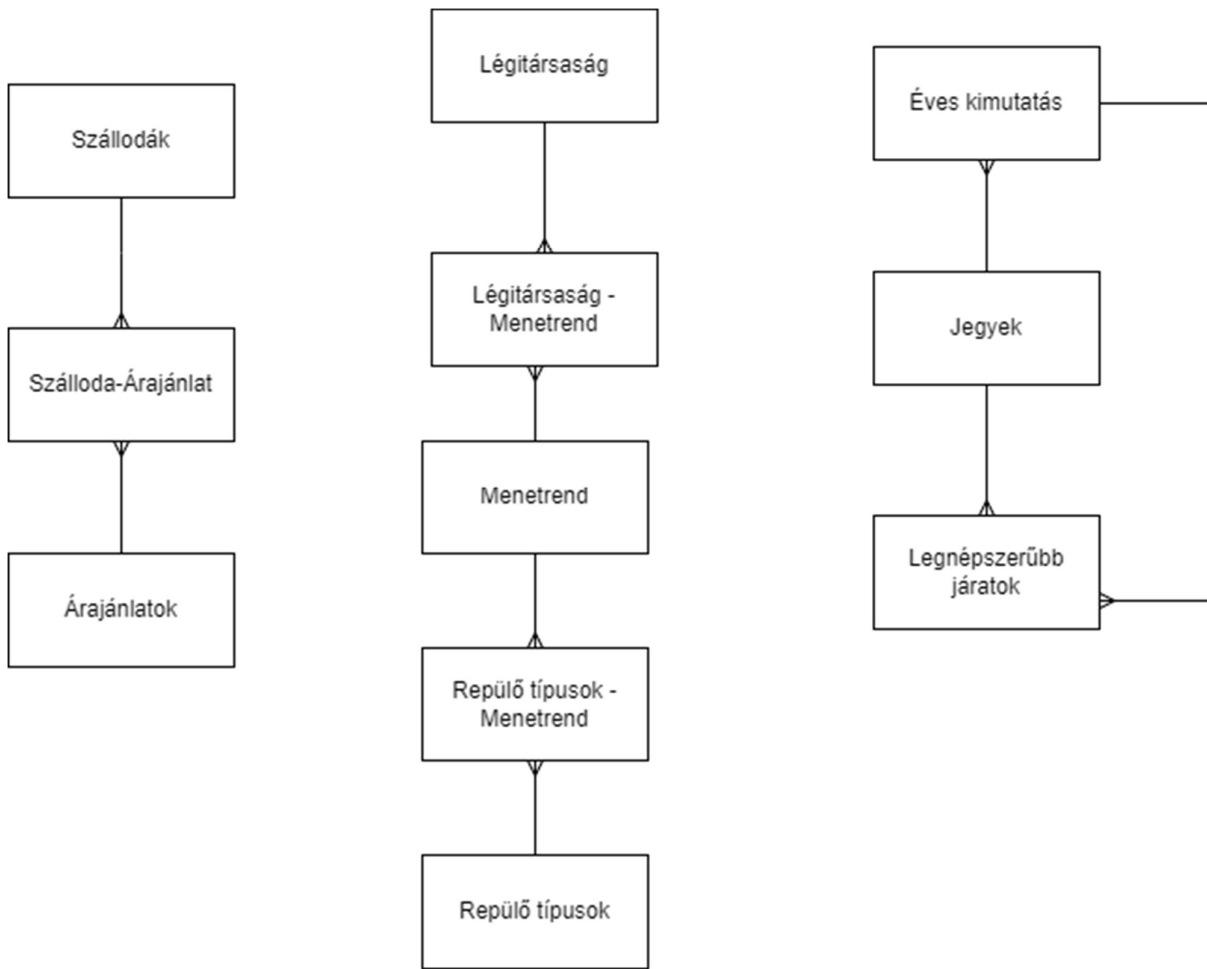 Szállodák
Szálloda-Árajánlat
Árajánlatok
Légitársaság
Légitársaság -
Menetrend
Menetrend
Repülő típusok -
Menetrend
Repülő típusok
Éves kimutatás
Jegyek
Legnépszerűbb
járatok